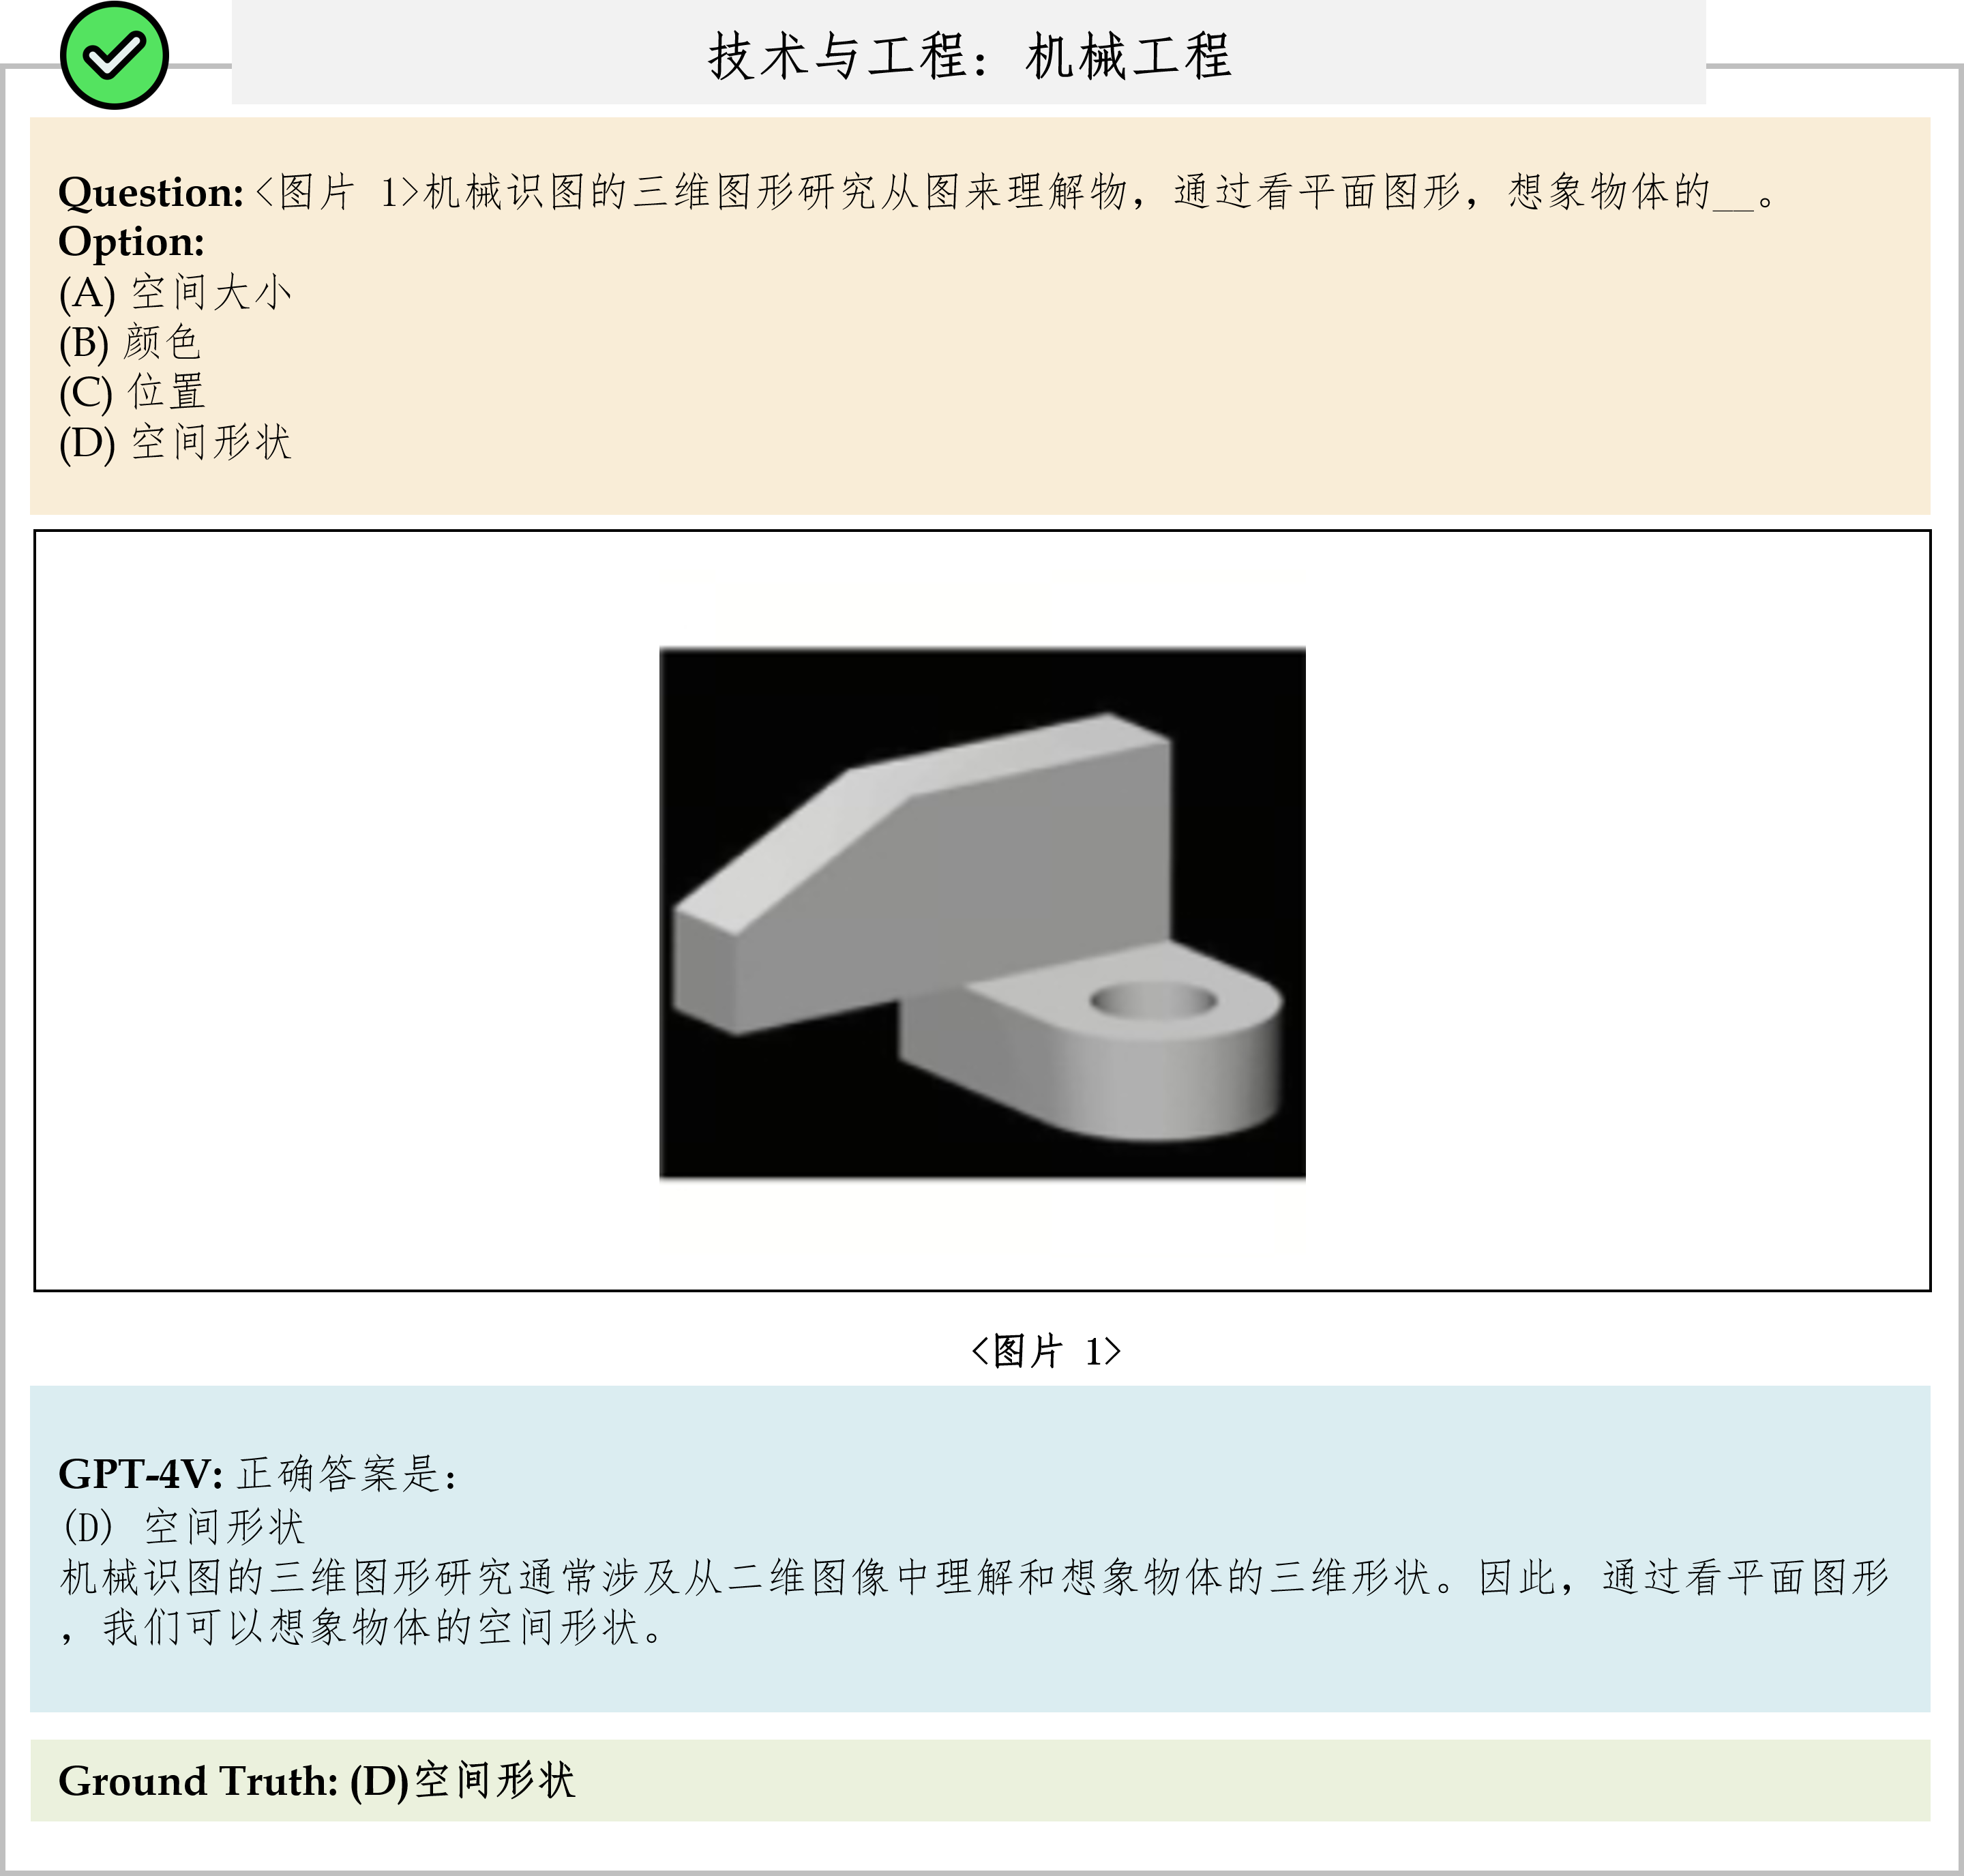 技术与工程：机械工程
Question: <图片 1>机械识图的三维图形研究从图来理解物，通过看平面图形，想象物体的__。
Option:
(A) 空间大小
(B) 颜色
(C) 位置
(D) 空间形状
<图片 1>
GPT-4V: 正确答案是：
(D) 空间形状
机械识图的三维图形研究通常涉及从二维图像中理解和想象物体的三维形状。因此，通过看平面图形
，我们可以想象物体的空间形状。
Ground Truth: (D)空间形状